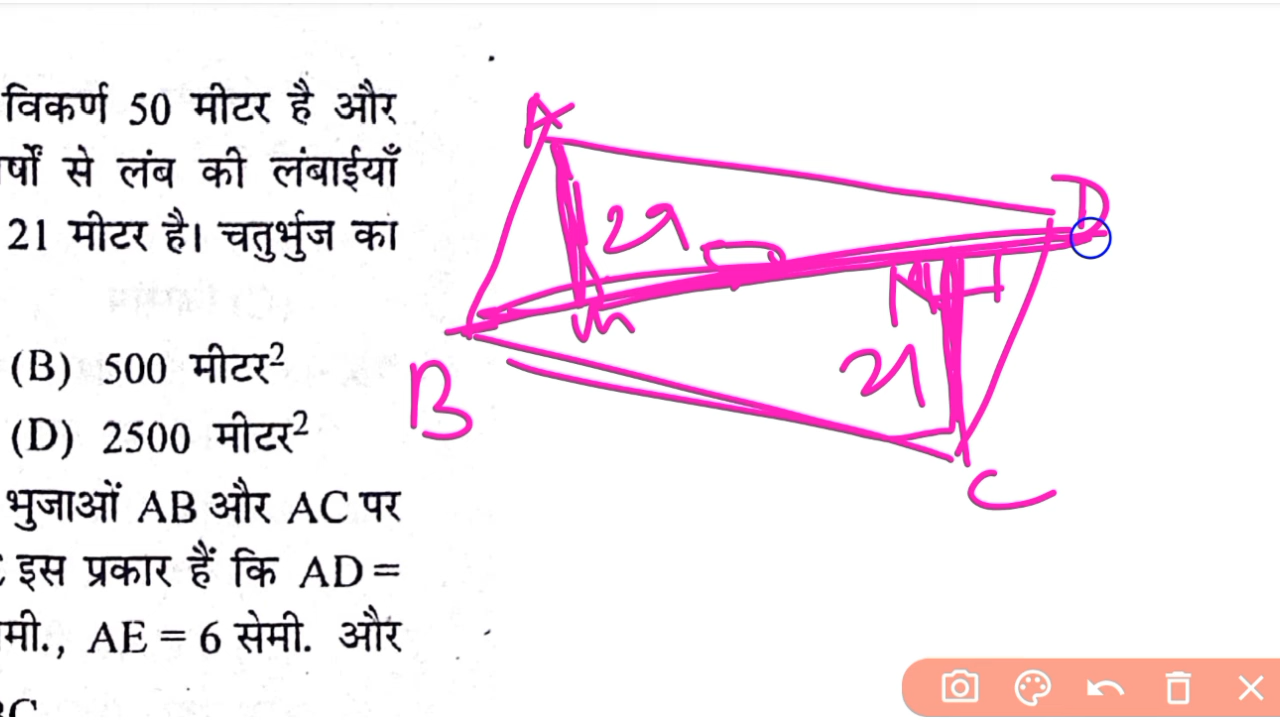 विकर्ण 50 मीटर है और
र्षों से लंब की लंबाईयाँ
21 मीटर है। चतुर्भुज का
(B) 500 मीटर²
(D) 2500 मीटर²
भुजाओं AB और AC पर
इस प्रकार हैं कि AD =
मी., AE = 6 सेमी. और
A
D
B
21
C